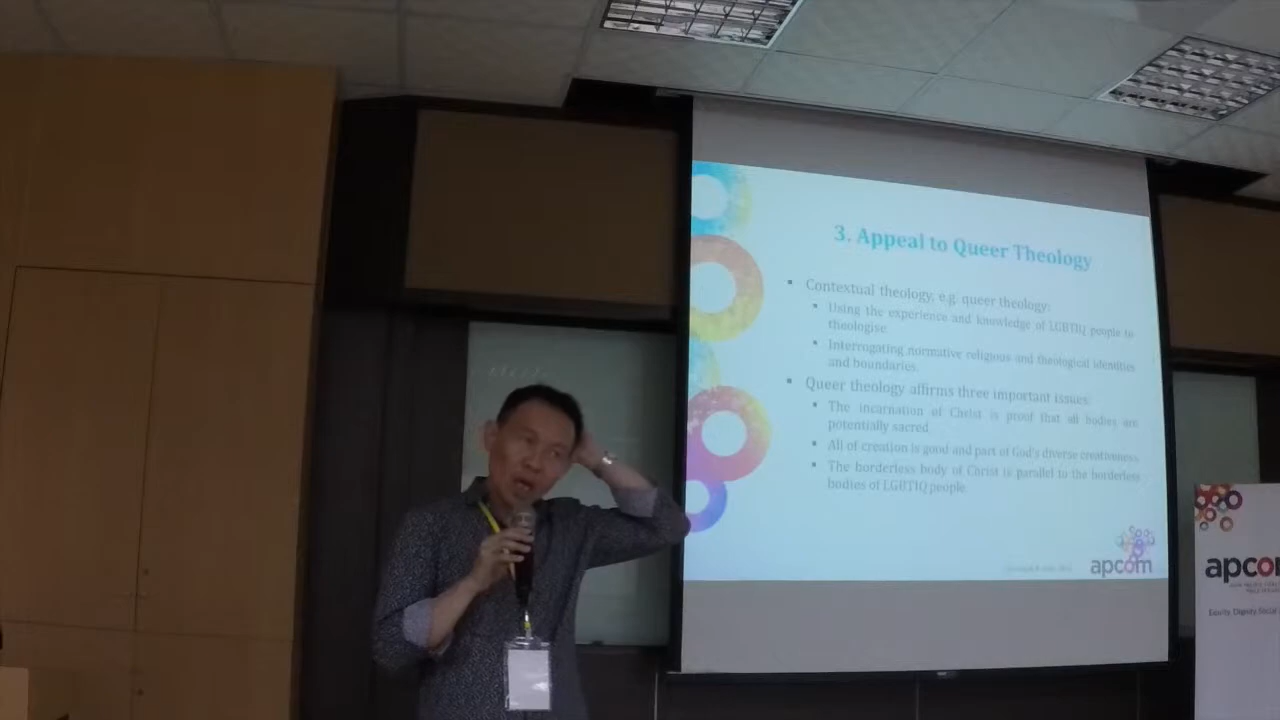 3. Appeal to Queer Theology
▪ Contextual theology, e.g. queer theology:
▪ Using the experience and knowledge of LGBTIQ people to
theologise.
▪ Interrogating normative religious and theological identities
and boundaries.
▪ Queer theology affirms three important issues:
▪ The incarnation of Christ is proof that all bodies are
potentially sacred.
▪ All of creation is good and part of God's diverse creativeness.
▪ The borderless body of Christ is parallel to the borderless
bodies of LGBTIQ people.
apcom
apcom
Equity. Dignity. Social